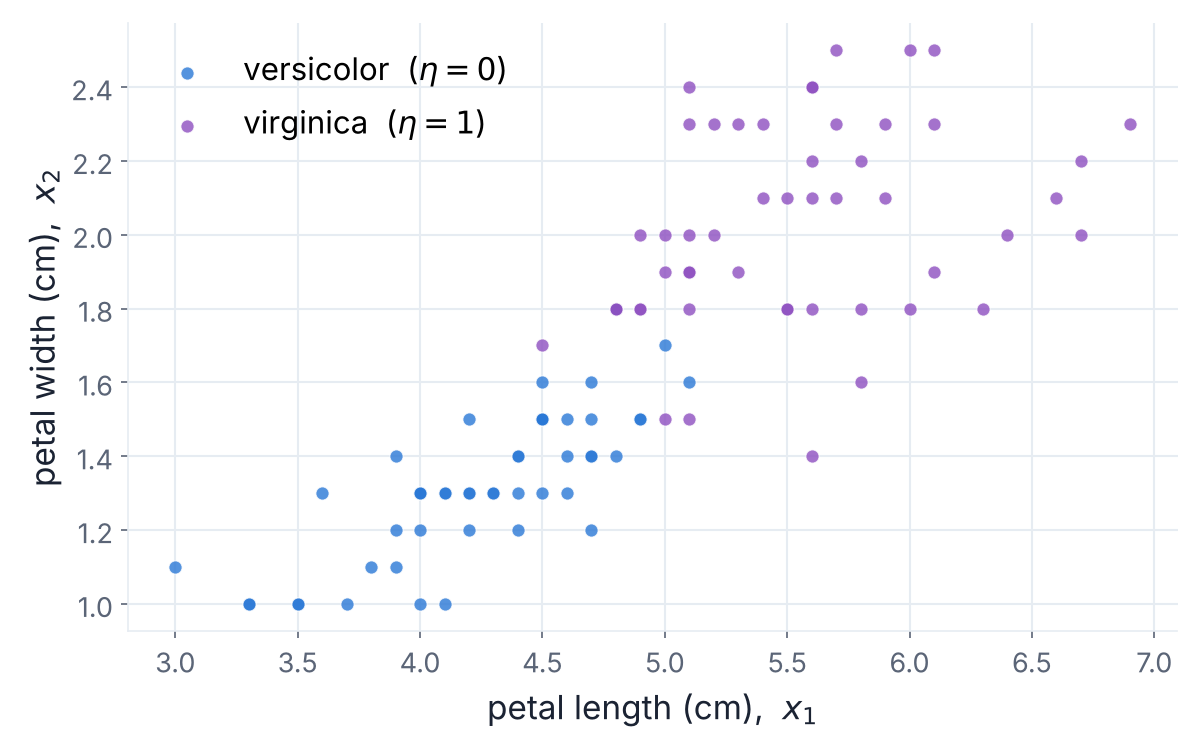 versicolor (η = 0)
virginica (η = 1)
2.4
2.2
2.0
1.8
1.6
1.4
1.2
1.0
petal width (cm), x₂
3.0 3.5 4.0 4.5 5.0 5.5 6.0 6.5 7.0
petal length (cm), x₁